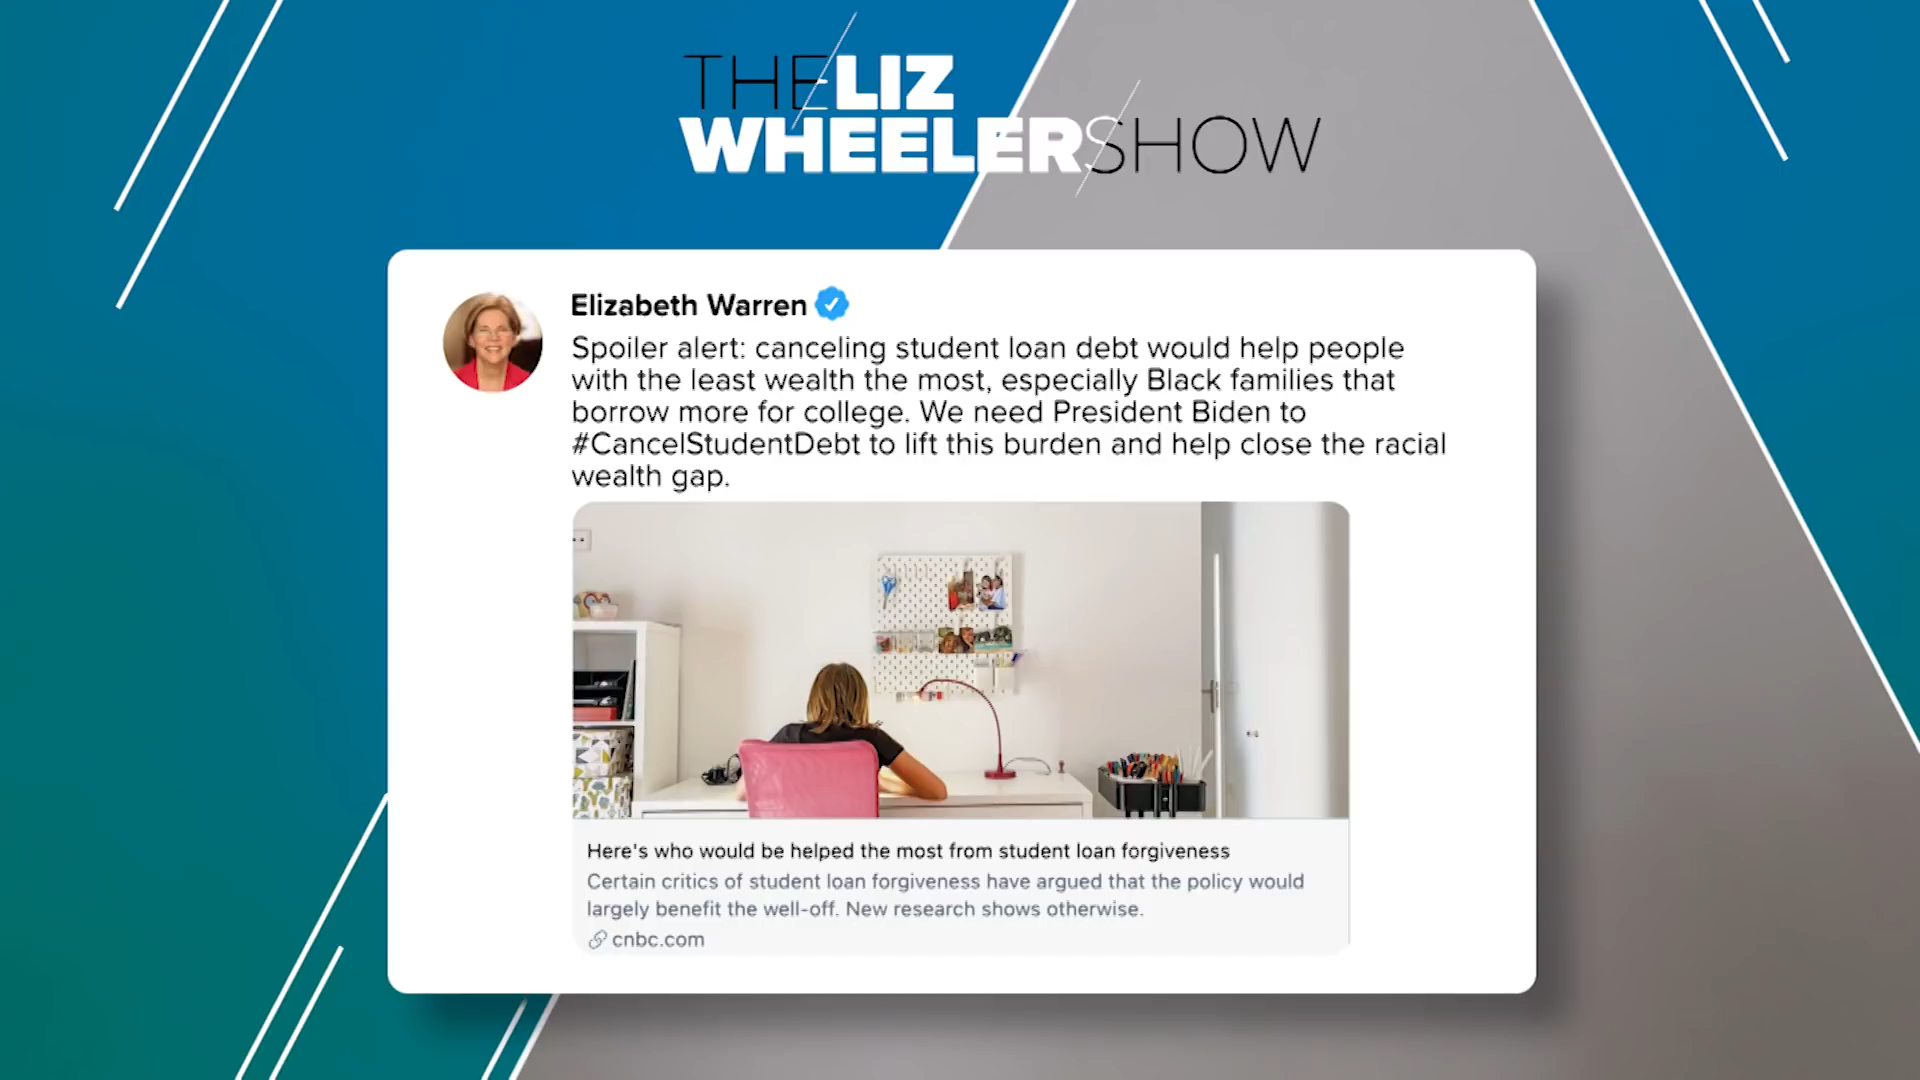 THE LIZ
WHEELER SHOW
Elizabeth Warren
Spoiler alert: canceling student loan debt would help people
with the least wealth the most, especially Black families that
borrow more for college. We need President Biden to
#CancelStudentDebt to lift this burden and help close the racial
wealth gap.
Here's who would be helped the most from student loan forgiveness
Certain critics of student loan forgiveness have argued that the policy would
largely benefit the well-off. New research shows otherwise.
cnbc.com